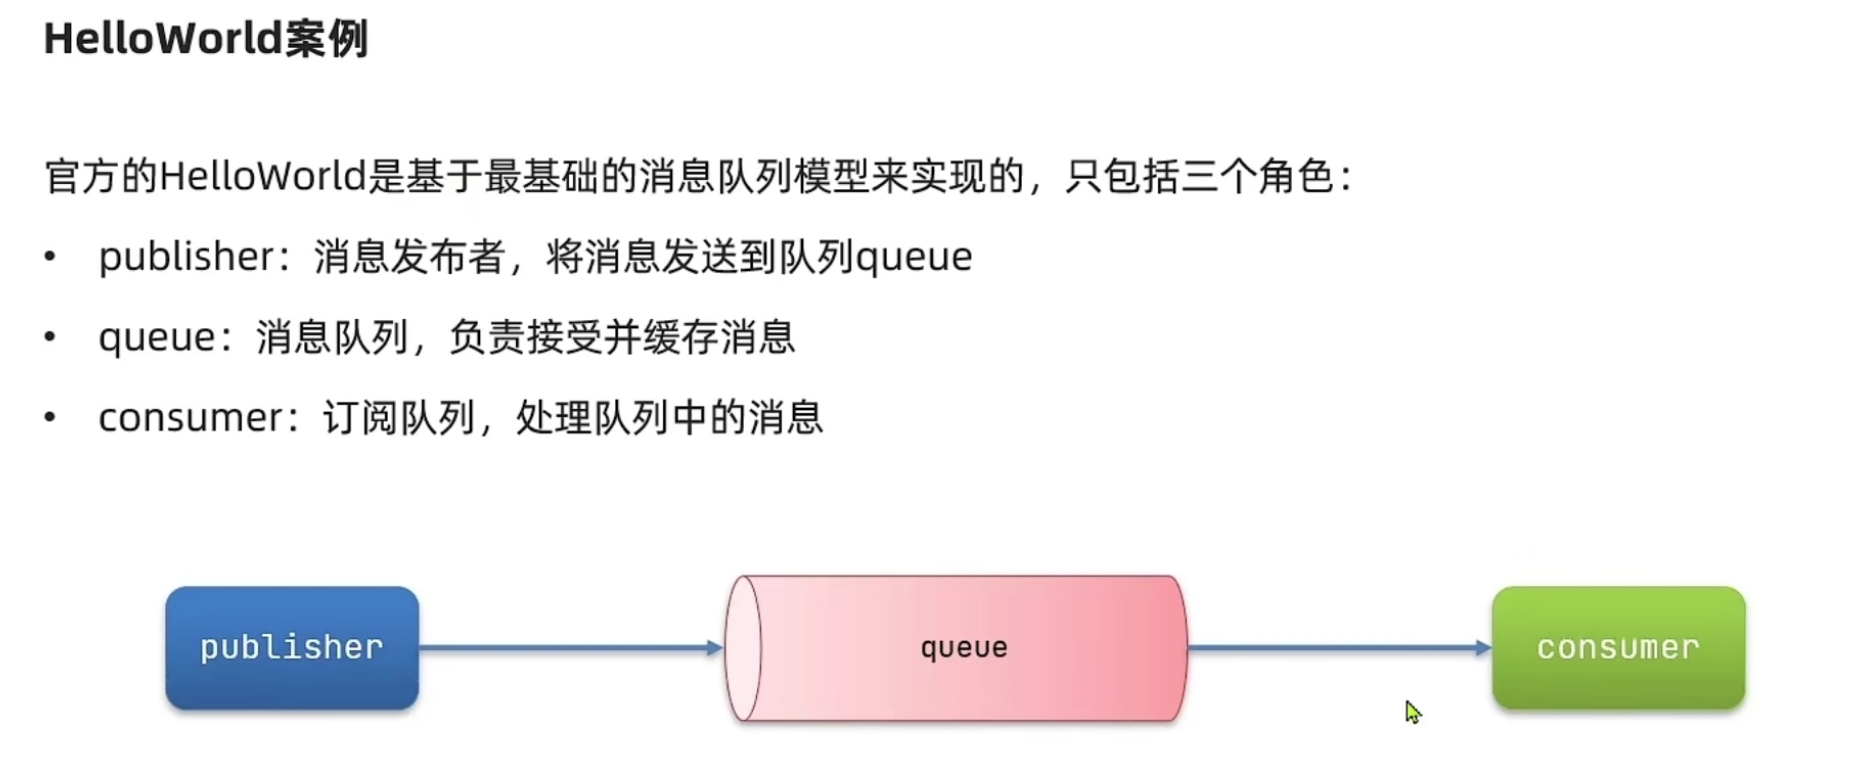 HelloWorld案例
官方的HelloWorld是基于最基础的消息队列模型来实现的，只包括三个角色：
• publisher：消息发布者，将消息发送到队列queue
• queue：消息队列，负责接受并缓存消息
• consumer：订阅队列，处理队列中的消息
publisher
queue
consumer